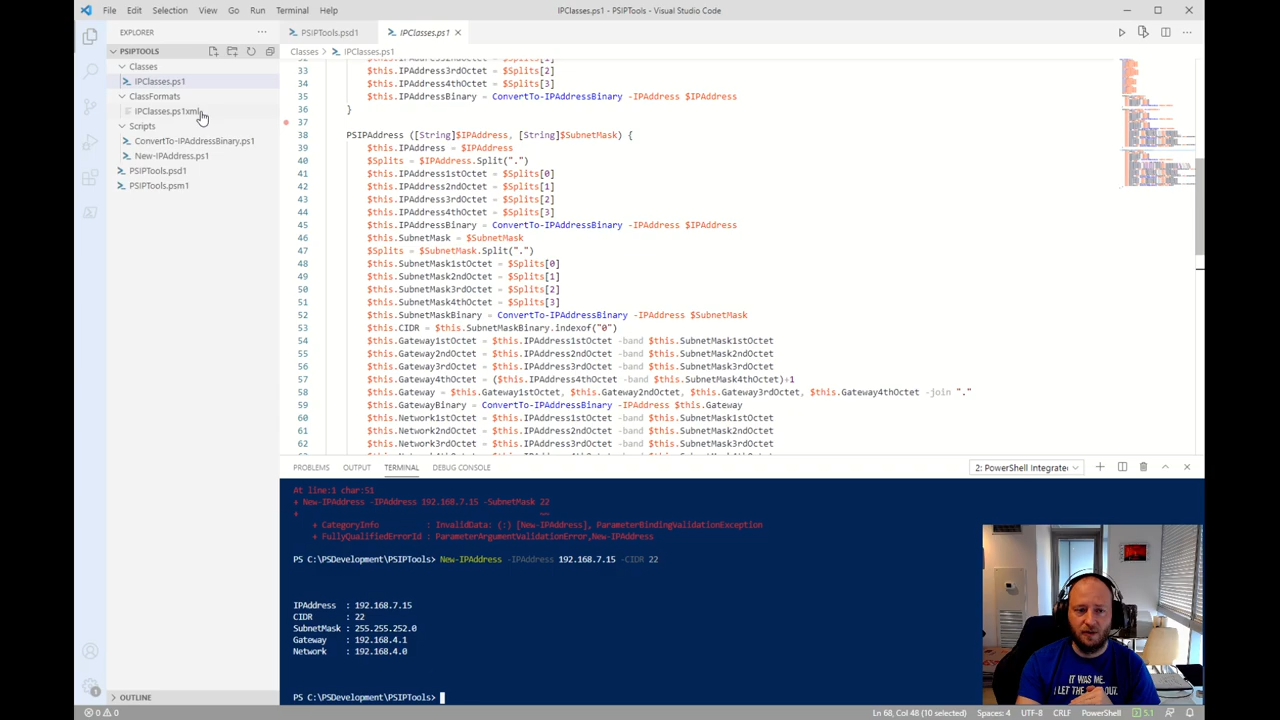 File Edit Selection View Go Run Terminal Help
IPClasses.ps1 - PSIPTools - Visual Studio Code
EXPLORER
PSIPTOOLS
Classes
IPClasses.ps1
ClassFormats
IPClasses.ps1xml
Scripts
ConvertTo-IPAddressBinary.ps1
New-IPAddress.ps1
PSIPTools.psd1
PSIPTools.psm1
OUTLINE
PSIPTools.psd1 IPClasses.ps1
Classes > IPClasses.ps1
33 $this.IPAddress3rdOctet = $Splits[2]
34 $this.IPAddress4thOctet = $Splits[3]
35 $this.IPAddressBinary = ConvertTo-IPAddressBinary -IPAddress $IPAddress
36 }
37
38 PSIPAddress ([String]$IPAddress, [String]$SubnetMask) {
39 $this.IPAddress = $IPAddress
40 $Splits = $IPAddress.Split(".")
41 $this.IPAddress1stOctet = $Splits[0]
42 $this.IPAddress2ndOctet = $Splits[1]
43 $this.IPAddress3rdOctet = $Splits[2]
44 $this.IPAddress4thOctet = $Splits[3]
45 $this.IPAddressBinary = ConvertTo-IPAddressBinary -IPAddress $IPAddress
46 $this.SubnetMask = $SubnetMask
47 $Splits = $SubnetMask.Split(".")
48 $this.SubnetMask1stOctet = $Splits[0]
49 $this.SubnetMask2ndOctet = $Splits[1]
50 $this.SubnetMask3rdOctet = $Splits[2]
51 $this.SubnetMask4thOctet = $Splits[3]
52 $this.SubnetMaskBinary = ConvertTo-IPAddressBinary -IPAddress $SubnetMask
53 $this.CIDR = $this.SubnetMaskBinary.indexof("0")
54 $this.Gateway1stOctet = $this.IPAddress1stOctet -band $this.SubnetMask1stOctet
55 $this.Gateway2ndOctet = $this.IPAddress2ndOctet -band $this.SubnetMask2ndOctet
56 $this.Gateway3rdOctet = $this.IPAddress3rdOctet -band $this.SubnetMask3rdOctet
57 $this.Gateway4thOctet = ($this.IPAddress4thOctet -band $this.SubnetMask4thOctet)+1
58 $this.Gateway = $this.Gateway1stOctet, $this.Gateway2ndOctet, $this.Gateway3rdOctet, $this.Gateway4thOctet -join "."
59 $this.GatewayBinary = ConvertTo-IPAddressBinary -IPAddress $this.Gateway
60 $this.Network1stOctet = $this.IPAddress1stOctet -band $this.SubnetMask1stOctet
61 $this.Network2ndOctet = $this.IPAddress2ndOctet -band $this.SubnetMask2ndOctet
62 $this.Network3rdOctet = $this.IPAddress3rdOctet -band $this.SubnetMask3rdOctet
PROBLEMS OUTPUT TERMINAL DEBUG CONSOLE
2: PowerShell Integrate
At line:1 char:51
+ New-IPAddress -IPAddress 192.168.7.15 -SubnetMask 22
+ ~~
+ CategoryInfo : InvalidData: (:) [New-IPAddress], ParameterBindingValidationException
+ FullyQualifiedErrorId : ParameterArgumentValidationError,New-IPAddress
PS C:\PSDevelopment\PSIPTools> New-IPAddress -IPAddress 192.168.7.15 -CIDR 22
IPAddress : 192.168.7.15
CIDR : 22
SubnetMask : 255.255.252.0
Gateway : 192.168.4.1
Network : 192.168.4.0
PS C:\PSDevelopment\PSIPTools>
IT WAS ME.
I LET THE
OUT.
0 0
Ln 68, Col 48 (10 selected) Spaces: 4 UTF-8 CRLF PowerShell 5.1